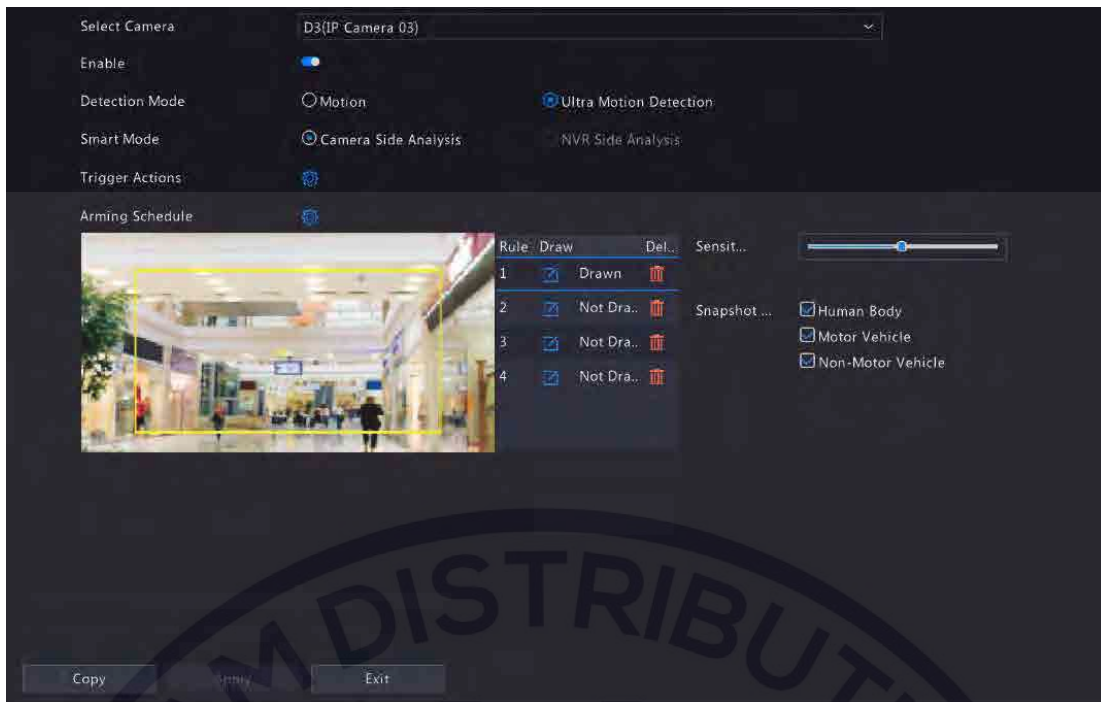 Select Camera D3(IP Camera 03)
Enable
Detection Mode Motion Ultra Motion Detection
Smart Mode Camera Side Analysis NVR Side Analysis
Trigger Actions
Arming Schedule
Rule Draw Del.. Sensit...
1 Drawn
2 Not Dra.. Snapshot ... Human Body
Motor Vehicle
3 Not Dra..
Non-Motor Vehicle
4 Not Dra..
DISTRIBUT
Copy Apply Exit